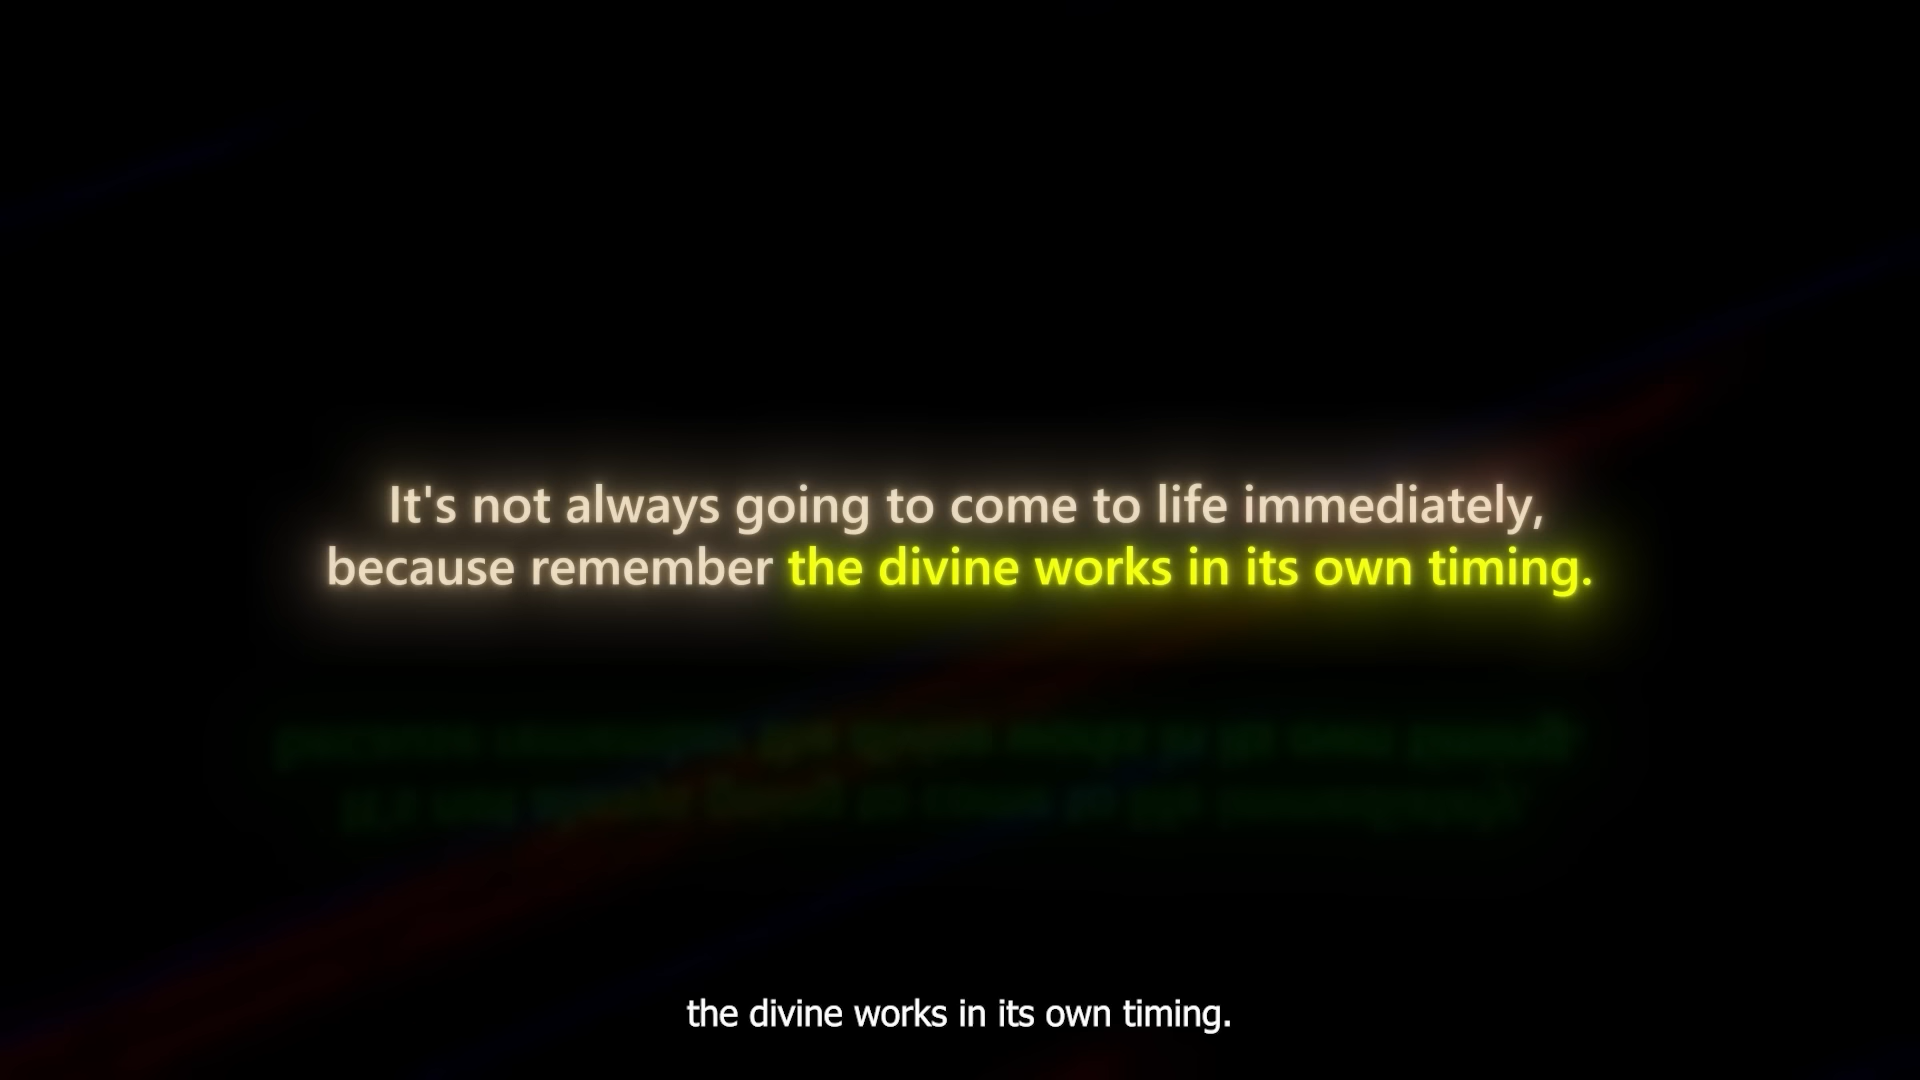 It's not always going to come to life immediately,
because remember the divine works in its own timing.
the divine works in its own timing.